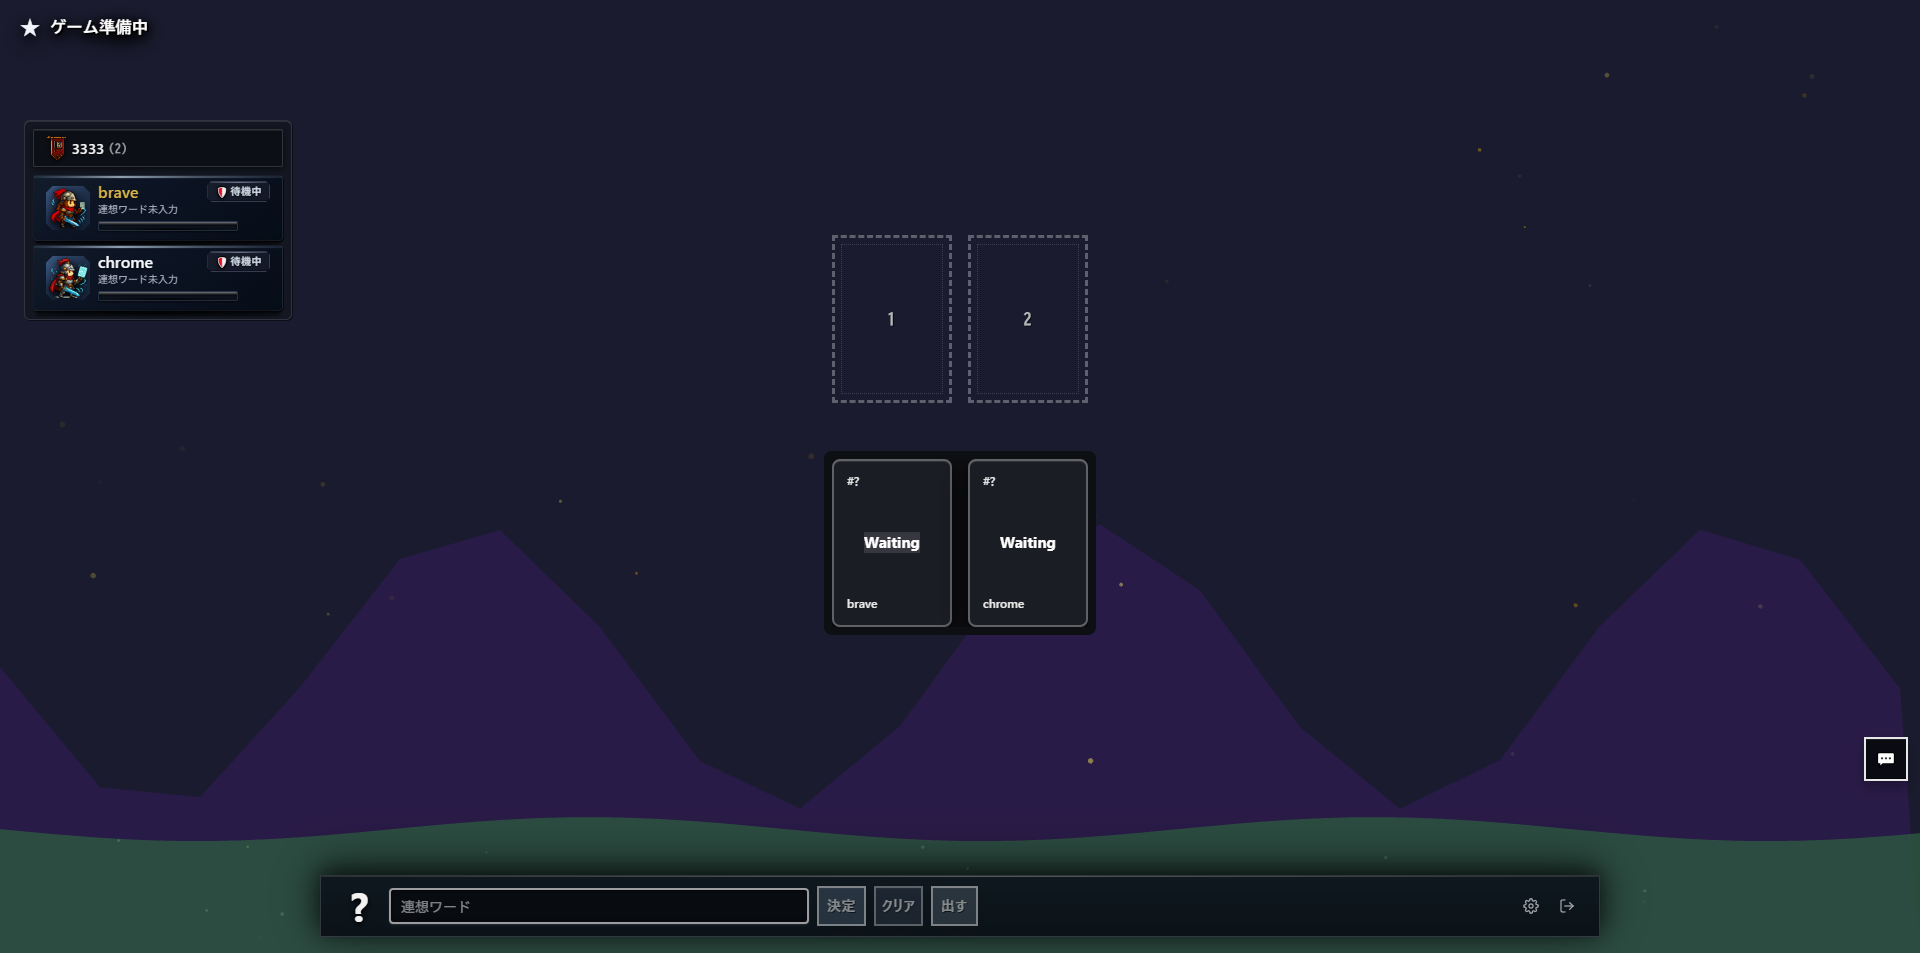 ★ ゲーム準備中
3333 (2)
brave
待機中
連想ワード未入力
chrome
待機中
連想ワード未入力
1
2
#?
Waiting
brave
#?
Waiting
chrome
?
連想ワード
決定
クリア
出す